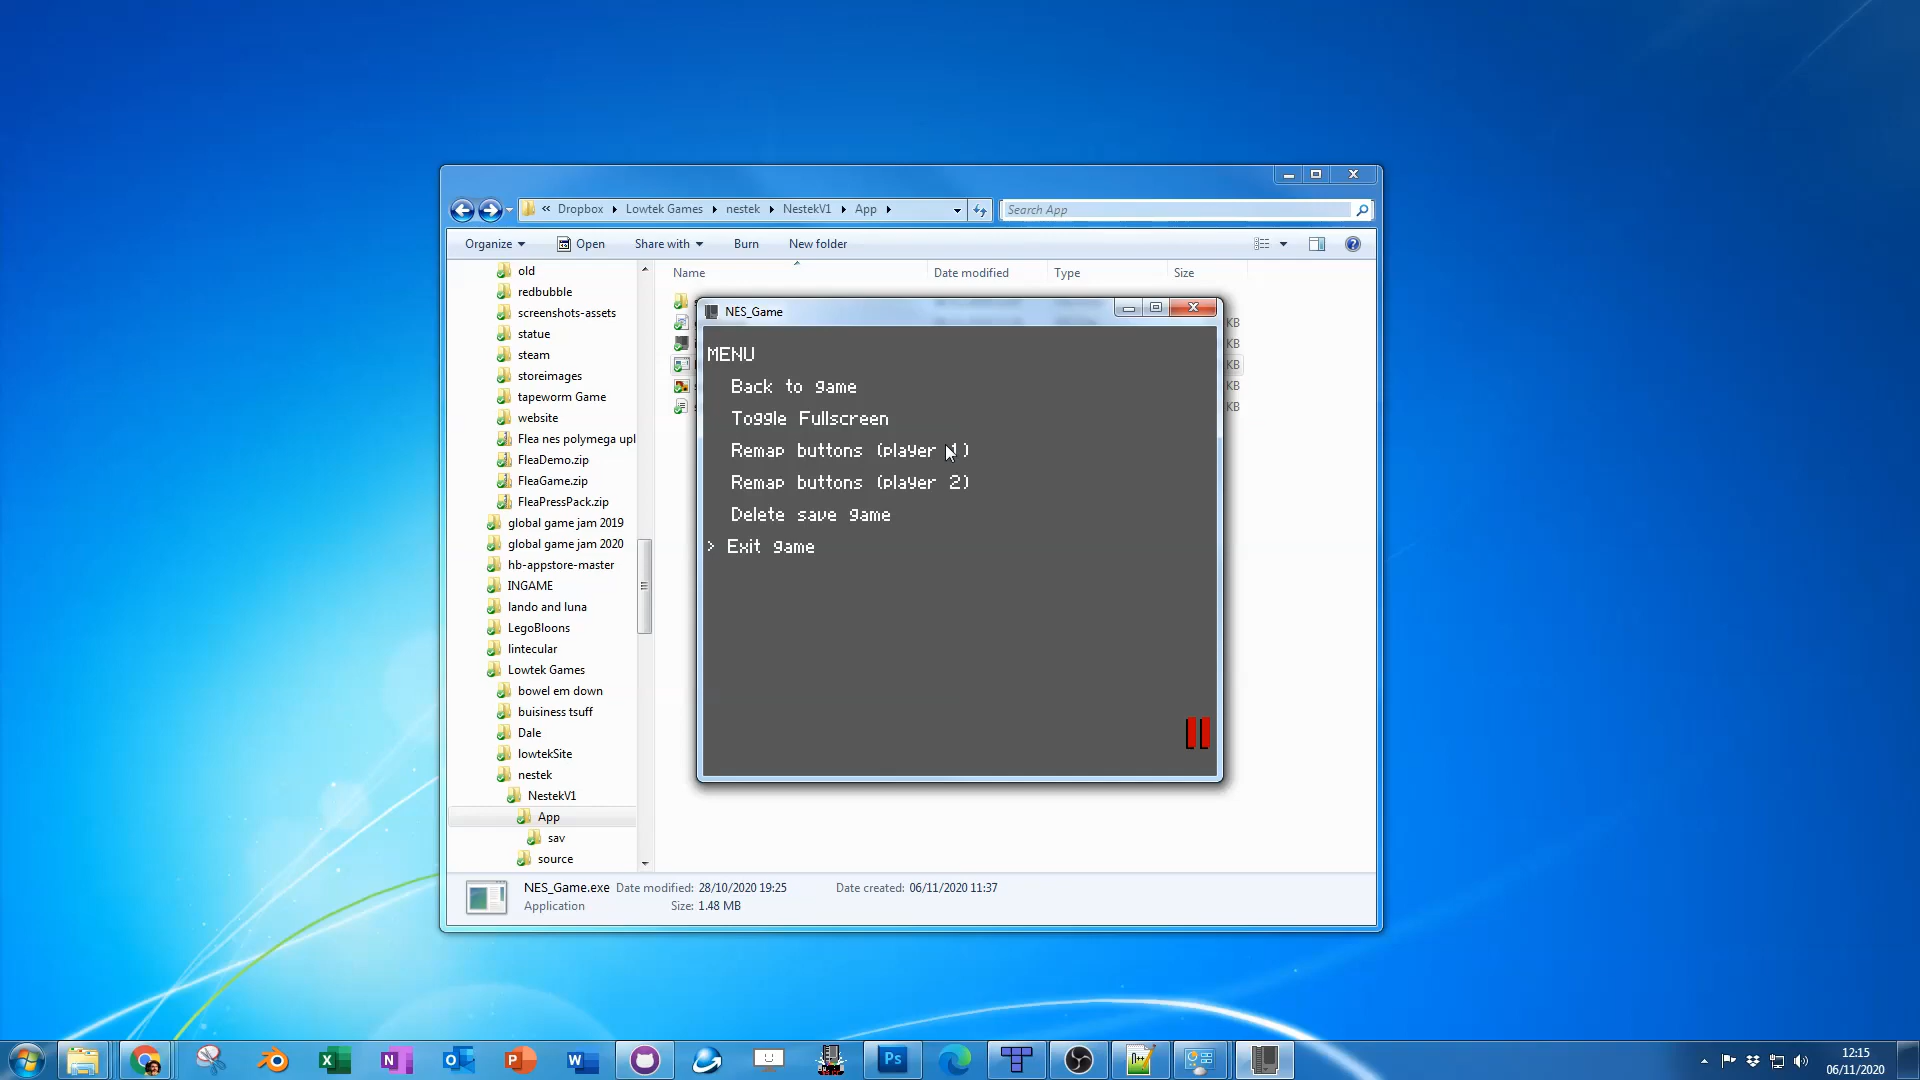 « Dropbox Lowtek Games nestek NestekV1 App
Search App
Organize Open Share with Burn New folder
Name Date modified Type Size
old
redbubble
screenshots-assets
statue
steam
storeimages
tapeworm Game
website
Flea nes polymega upl
FleaDemo.zip
FleaGame.zip
FleaPressPack.zip
global game jam 2019
global game jam 2020
hb-appstore-master
INGAME
lando and luna
LegoBloons
lintecular
Lowtek Games
bowel em down
buisiness tsuff
Dale
lowtekSite
nestek
NestekV1
App
sav
source
KB
KB
KB
KB
KB
NES_Game
MENU
Back to game
Toggle Fullscreen
Remap buttons (player 1)
Remap buttons (player 2)
Delete save game
> Exit game
NES_Game.exe Date modified: 28/10/2020 19:25 Date created: 06/11/2020 11:37
Application Size: 1.48 MB
Ps
12:15
06/11/2020